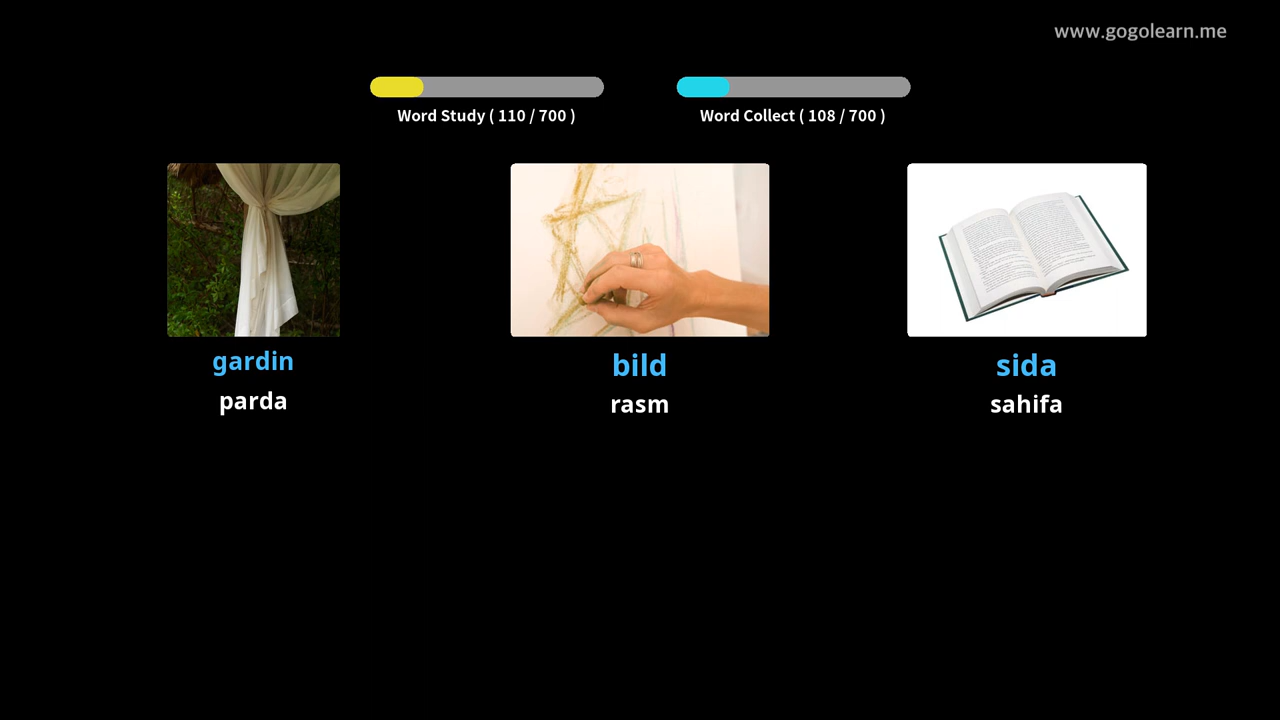 www.gogolearn.me
Word Study ( 110 / 700 )
Word Collect ( 108 / 700 )
gardin
parda
bild
rasm
sida
sahifa